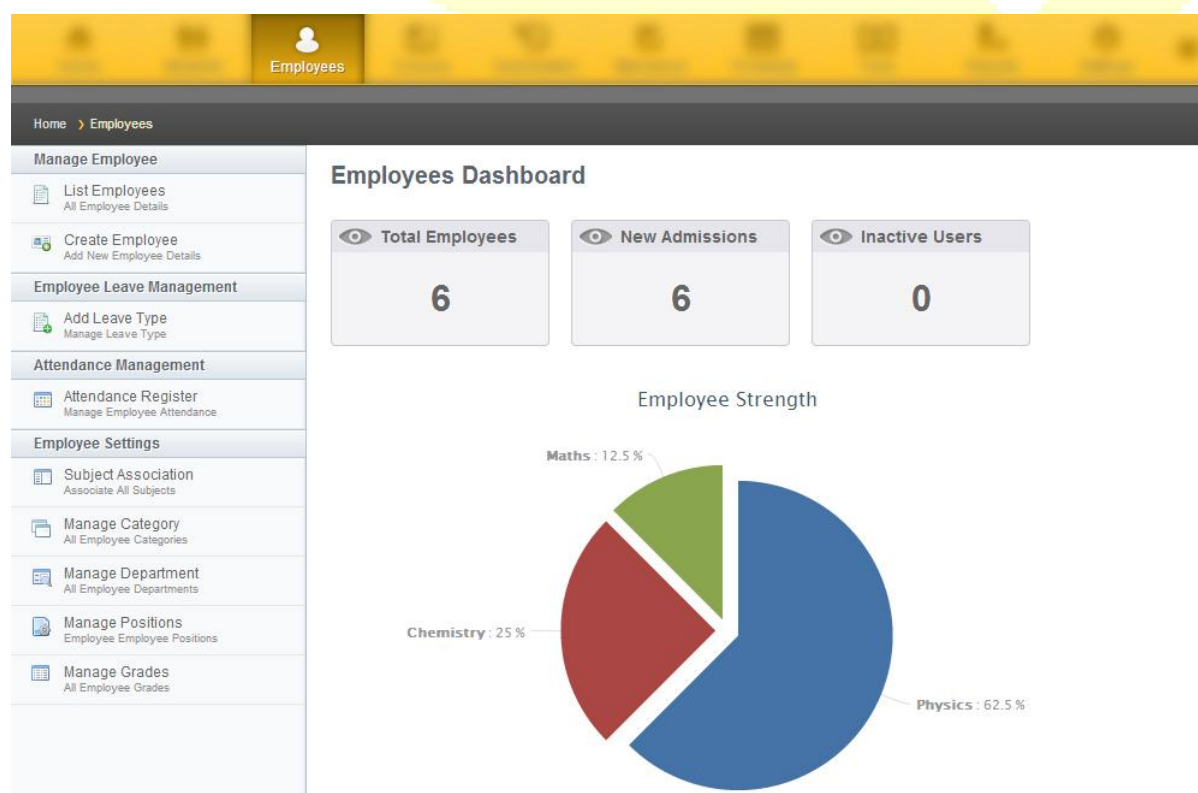 Employees
Home > Employees
Manage Employee
List Employees
All Employee Details
Create Employee
Add New Employee Details
Employee Leave Management
Add Leave Type
Manage Leave Type
Attendance Management
Attendance Register
Manage Employee Attendance
Employee Settings
Subject Association
Associate All Subjects
Manage Category
All Employee Categories
Manage Department
All Employee Departments
Manage Positions
Employee Employee Positions
Manage Grades
All Employee Grades
Employees Dashboard
Total Employees
6
New Admissions
6
Inactive Users
0
Employee Strength
Maths : 12.5 %
Chemistry : 25 %
Physics : 62.5 %